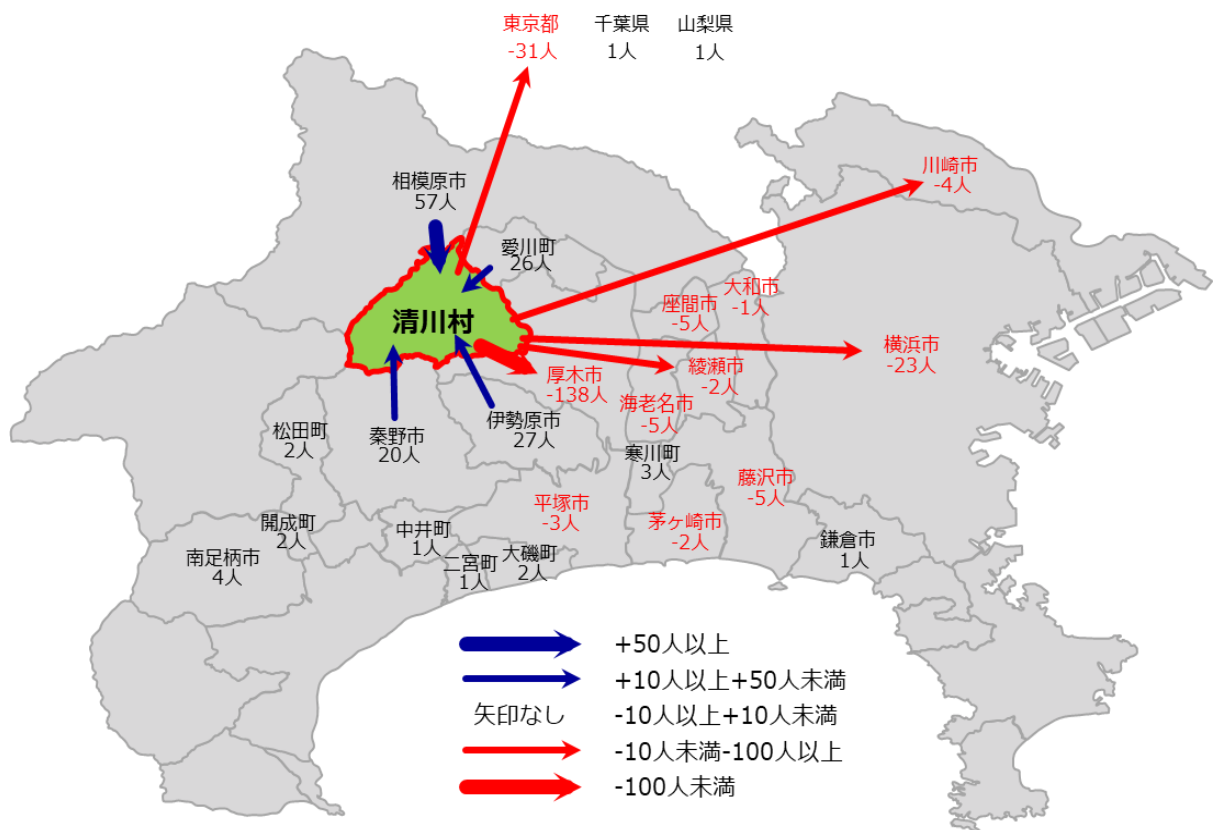 東京都
-31人
千葉県
1人
山梨県
1人
川崎市
-4人
相模原市
57人
愛川町
26人
大和市
-1人
座間市
-5人
清川村
横浜市
-23人
綾瀬市
-2人
厚木市
-138人
海老名市
-5人
伊勢原市
27人
秦野市
20人
松田町
2人
寒川町
3人
藤沢市
-5人
平塚市
-3人
茅ヶ崎市
-2人
鎌倉市
1人
開成町
2人
中井町
1人
大磯町
2人
二宮町
1人
南足柄市
4人
+50人以上
+10人以上+50人未満
矢印なし -10人以上+10人未満
-10人未満-100人以上
-100人未満